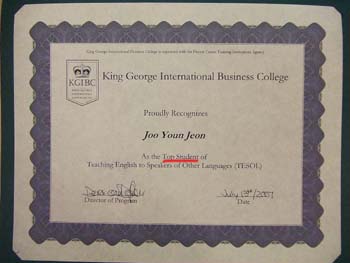 King George International Business College is registered with the Private Career Training Institutions Agency
KGIBC
King George International Business College
Proudly Recognizes
Joo Youn Jeon
As the Top Student of
Teaching English to Speakers of Other Languages (TESOL)
July 13th/2007
Director of Program
Date